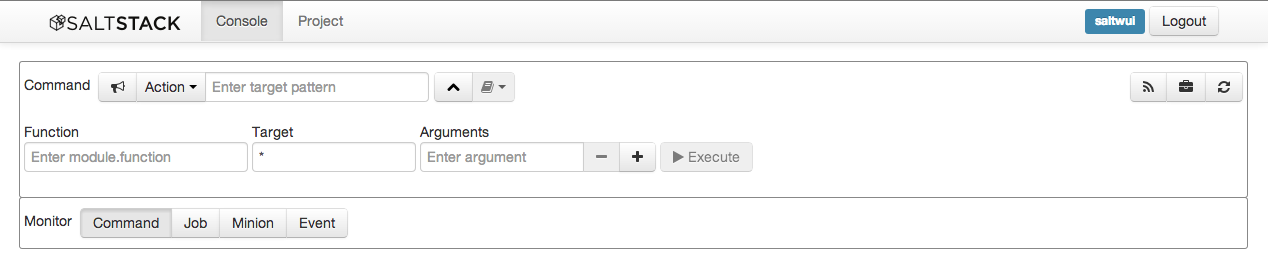 SALTSTACK Console Project saltwui Logout
Command Action Enter target pattern
Function Target Arguments
Enter module.function * Enter argument Execute
Monitor Command Job Minion Event